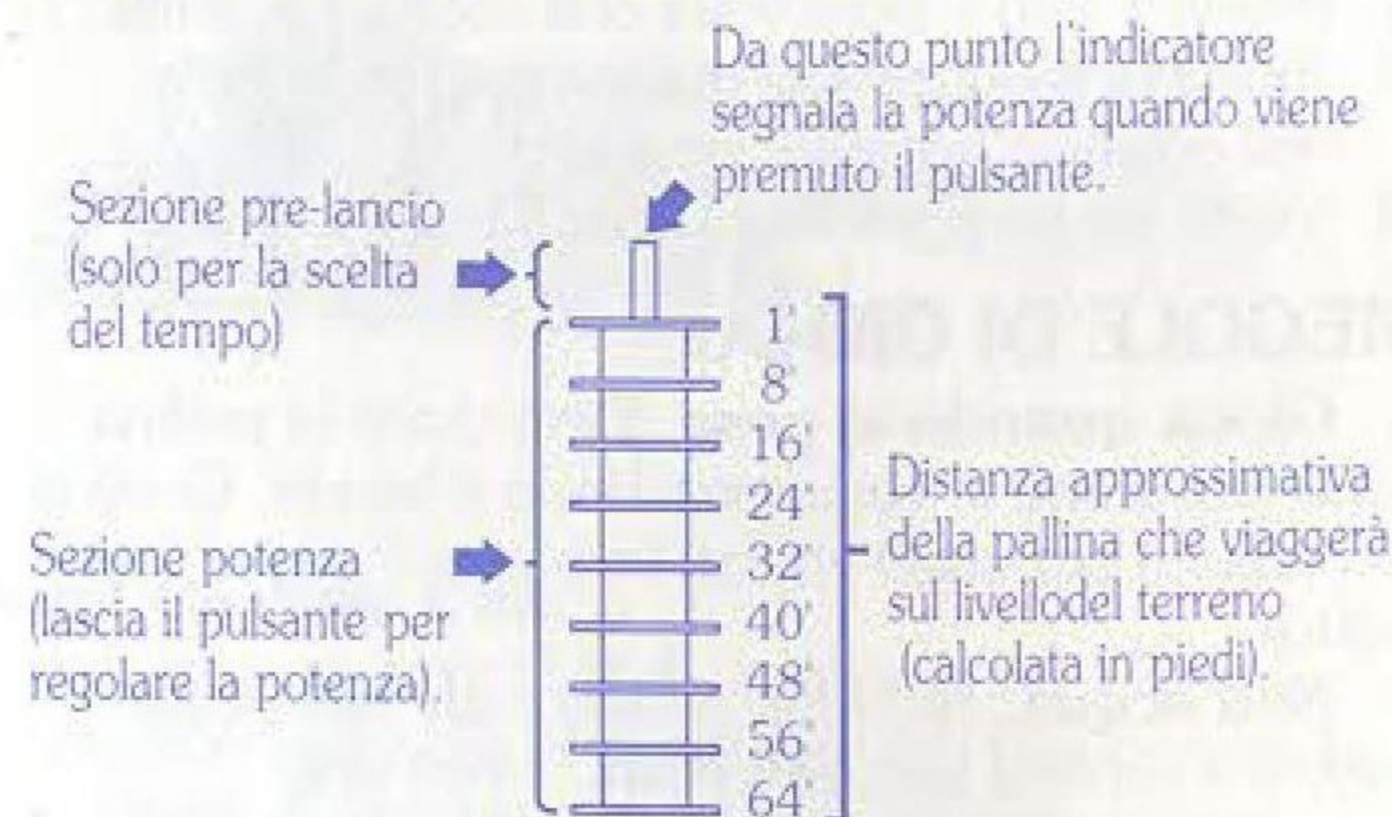 Da questo punto l'indicatore
segnala la potenza quando viene
premuto il pulsante.
Sezione pre-lancio
(solo per la scelta
del tempo)
1'
8'
16'
24'
32'
40'
48'
56'
64'
Sezione potenza
(lascia il pulsante per
regolare la potenza).
Distanza approssimativa
della pallina che viaggerà
sul livellodel terreno
(calcolata in piedi).